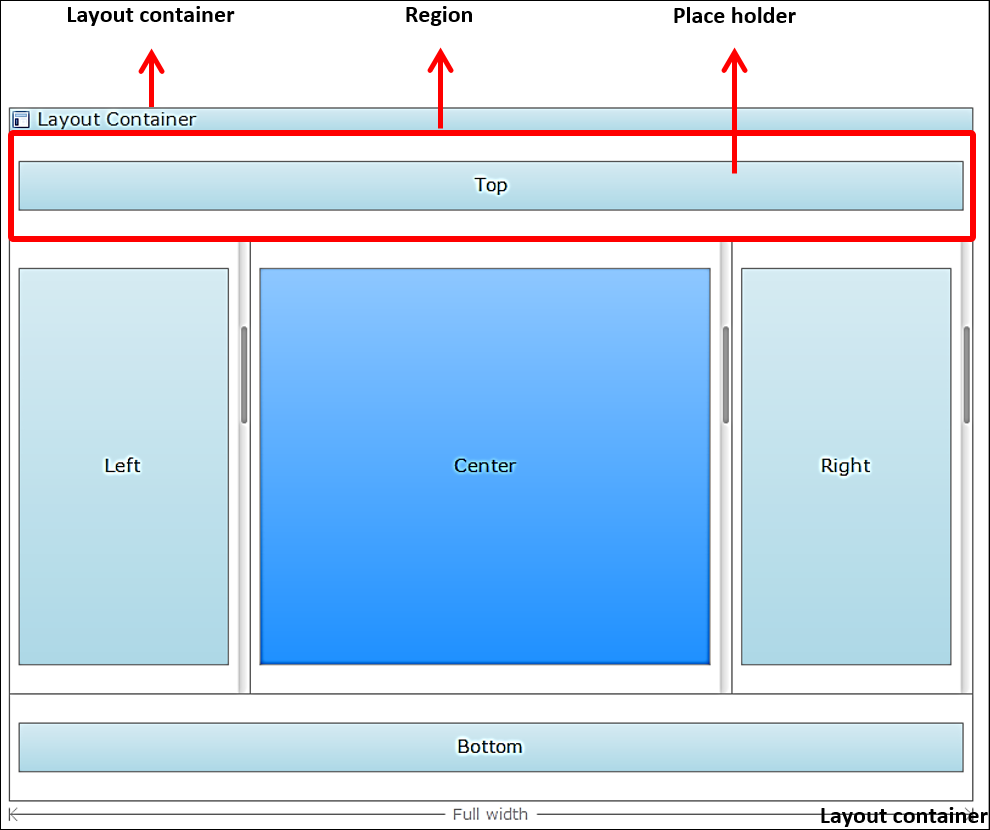 Layout container Region Place holder
Layout Container
Top
Left Center Right
Bottom
Full width
Layout container